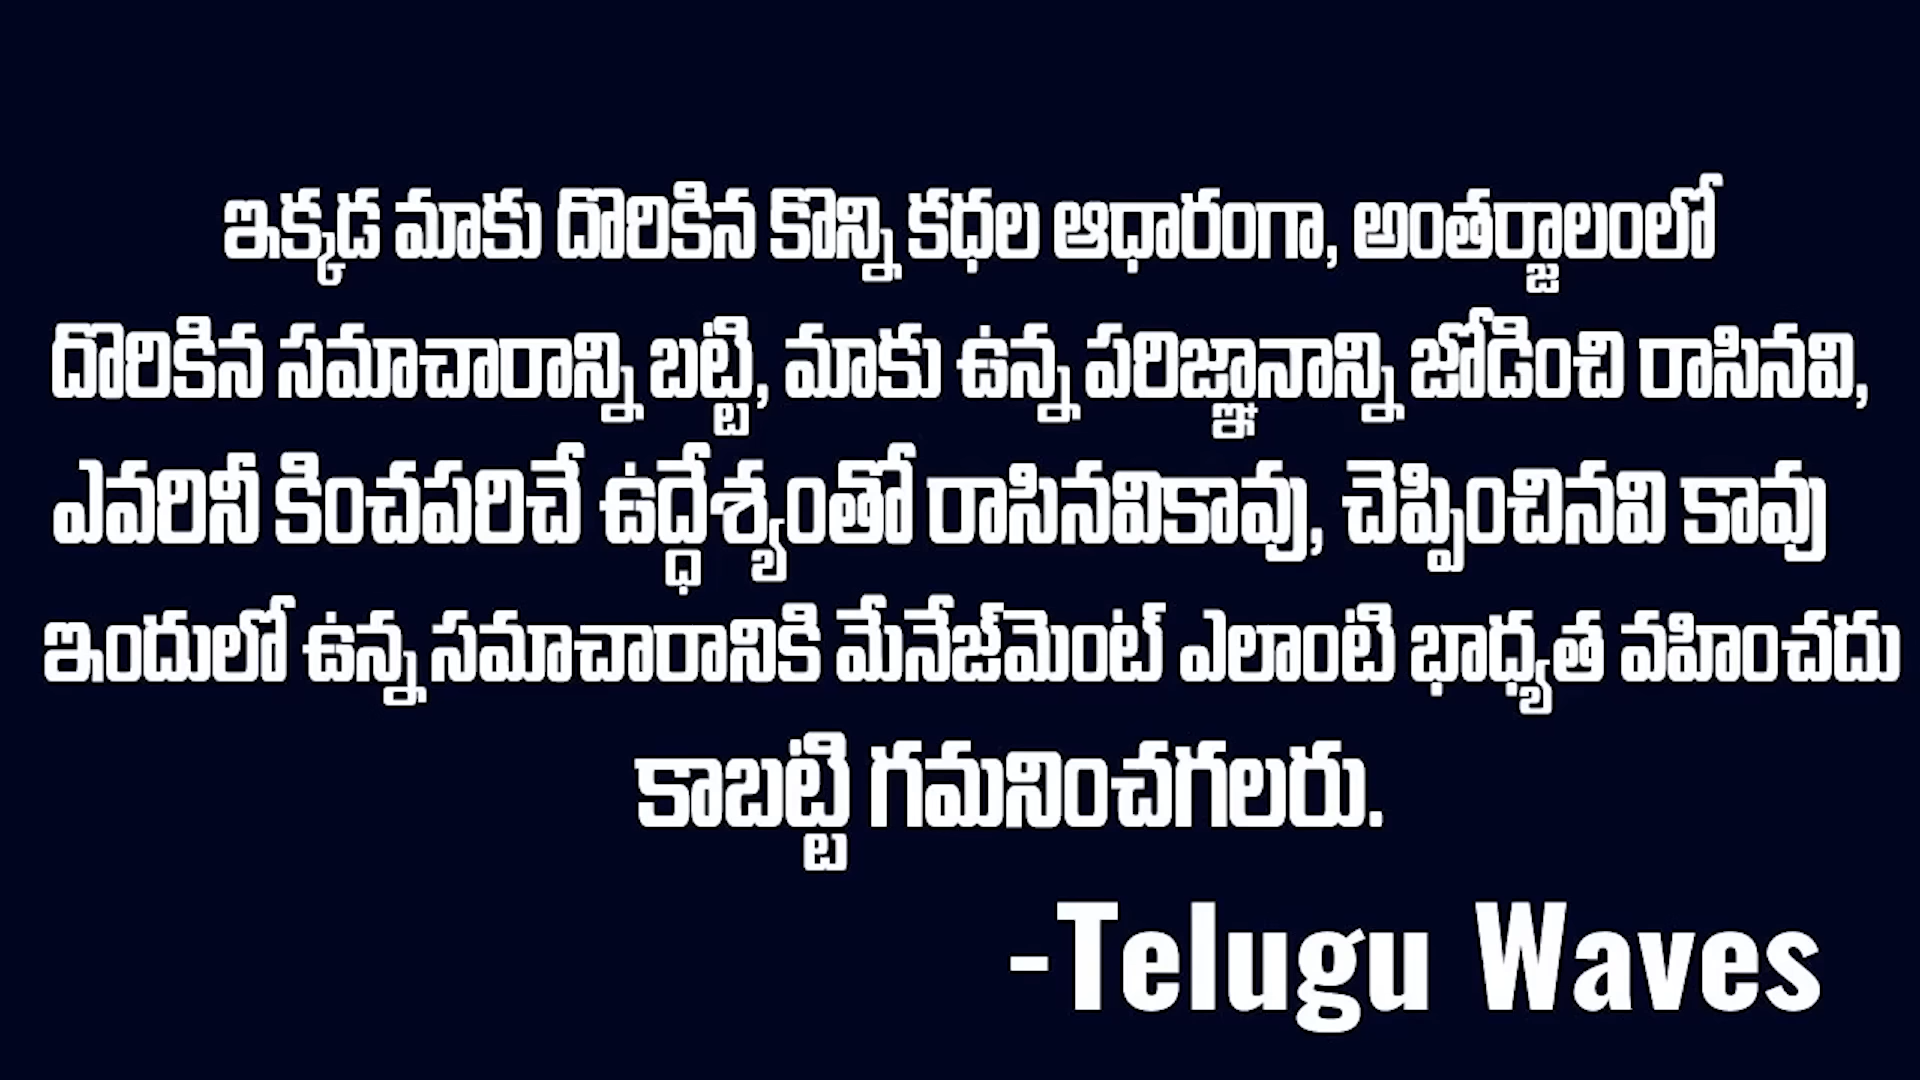 ఇక్కడ మాకు దొరికిన కొన్ని కధల ఆధారంగా, అంతర్జాలంలో
దొరికిన సమాచారాన్ని బట్టి, మాకు ఉన్న పరిజ్ఞానాన్ని జోడించి రాసినవి,
ఎవరినీ కించపరిచే ఉద్ధేశ్యంతో రాసినవికావు, చెప్పించినవి కావు
ఇందులో ఉన్న సమాచారానికి మేనేజ్‌మెంట్ ఎలాంటి భాధ్యత వహించదు
కాబట్టి గమనించగలరు.
-Telugu Waves